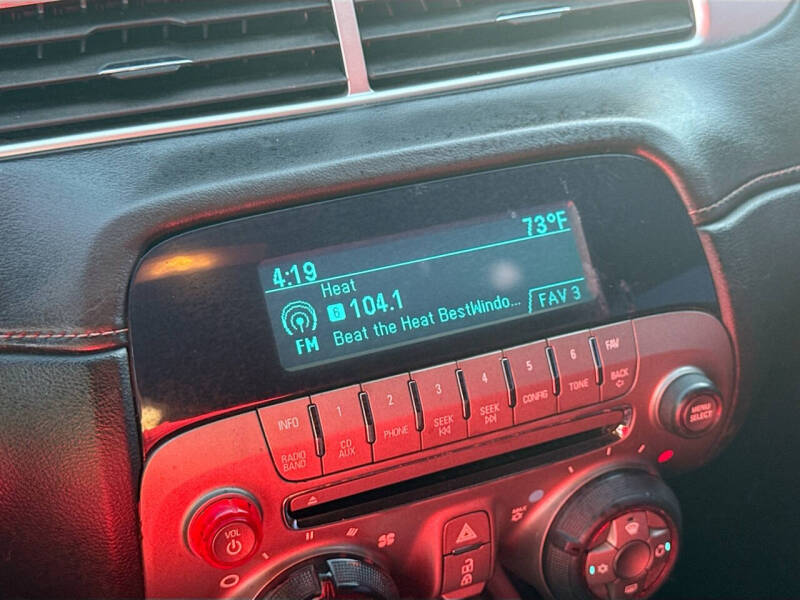 4:19 73°F
Heat
6 104.1
FM Beat the Heat BestWindo... FAV 3
INFO 1 2 3 4 5 6 FAV
RADIO BAND CD AUX PHONE SEEK SEEK CONFIG TONE BACK
MENU SELECT
VOL